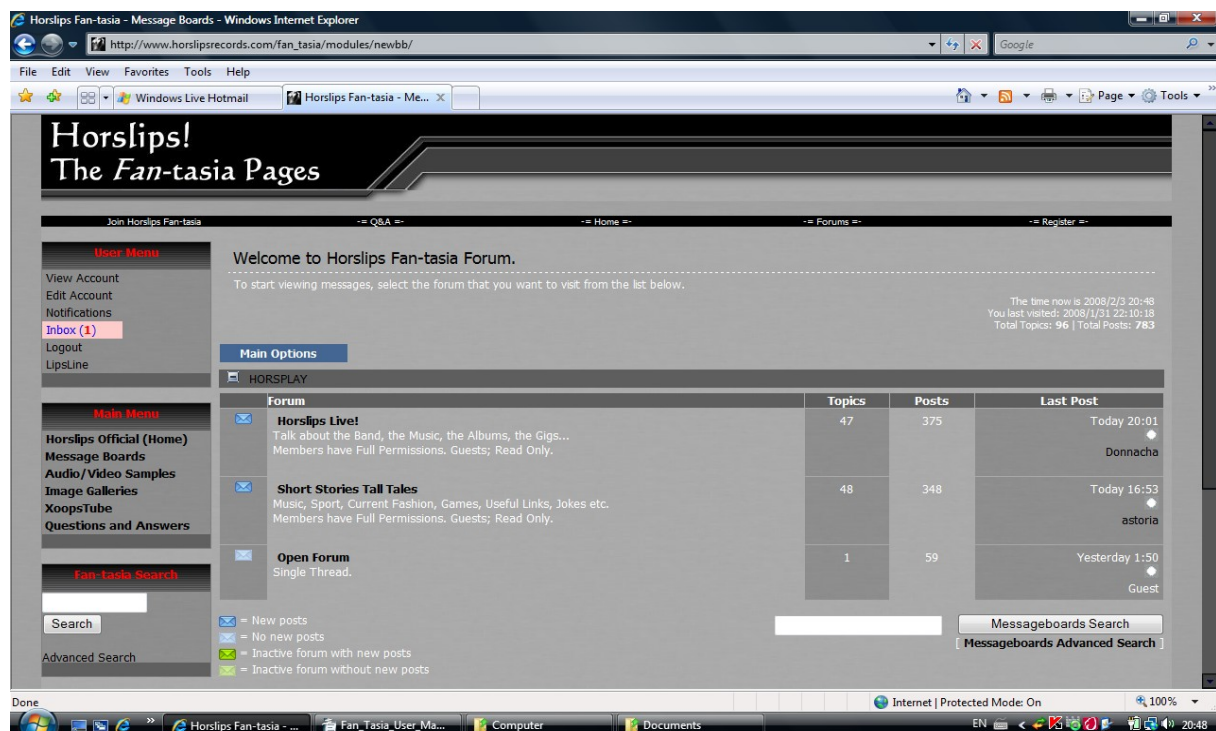 Horslips Fan-tasia - Message Boards - Windows Internet Explorer
http://www.horslipsrecords.com/fan_tasia/modules/newbb/
Google
File Edit View Favorites Tools Help
Windows Live Hotmail
Horslips Fan-tasia - Me... X
Page
Tools
Horslips!
The Fan-tasia Pages
Join Horslips Fan-tasia
-= Q&A =-
-= Home =-
-= Forums =-
-= Register =-
User Menu
View Account
Edit Account
Notifications
Inbox (1)
Logout
LipsLine
Main Menu
Horslips Official (Home)
Message Boards
Audio/Video Samples
Image Galleries
XoopsTube
Questions and Answers
Fan-tasia Search
Search
Advanced Search
Welcome to Horslips Fan-tasia Forum.
To start viewing messages, select the forum that you want to visit from the list below.
The time now is 2008/2/3 20:48
You last visited: 2008/1/31 22:10:18
Total Topics: 96 | Total Posts: 783
Main Options
HORSPLAY
Forum Topics Posts Last Post
Horslips Live! 47 375 Today 20:01
Talk about the Band, the Music, the Albums, the Gigs...
Members have Full Permissions. Guests; Read Only.
Donnacha
Short Stories Tall Tales 48 348 Today 16:53
Music, Sport, Current Fashion, Games, Useful Links, Jokes etc.
Members have Full Permissions. Guests; Read Only.
astoria
Open Forum 1 59 Yesterday 1:50
Single Thread.
Guest
= New posts
= No new posts
= Inactive forum with new posts
= Inactive forum without new posts
Messageboards Search
[ Messageboards Advanced Search ]
Done
Internet | Protected Mode: On
100%
Horslips Fan-tasia - ...
Fan_Tasia_User_Ma...
Computer
Documents
EN
20:48